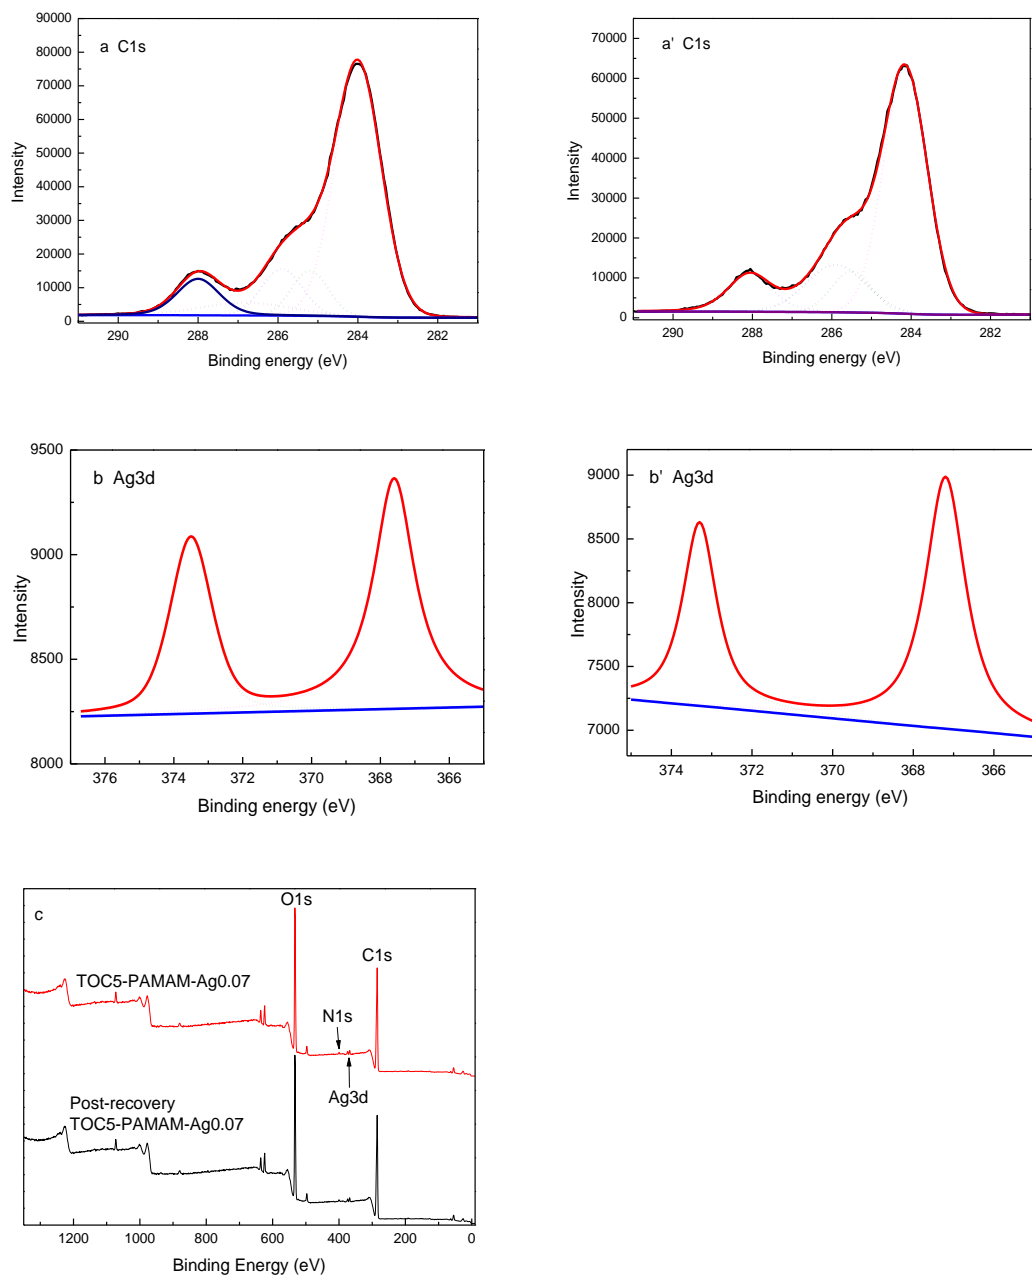 a C1s
90000
80000
70000
60000
50000
40000
30000
20000
10000
0
Intensity
290 288 286 284 282
Binding energy (eV)
a' C1s
70000
60000
50000
40000
30000
20000
10000
0
Intensity
290 288 286 284 282
Binding energy (eV)
b Ag3d
9500
9000
8500
8000
Intensity
376 374 372 370 368 366
Binding energy (eV)
b' Ag3d
9000
8500
8000
7500
7000
Intensity
374 372 370 368 366
Binding energy (eV)
c
O1s
C1s
TOC5-PAMAM-Ag0.07
N1s
Ag3d
Post-recovery
TOC5-PAMAM-Ag0.07
1200 1000 800 600 400 200 0
Binding Energy (eV)